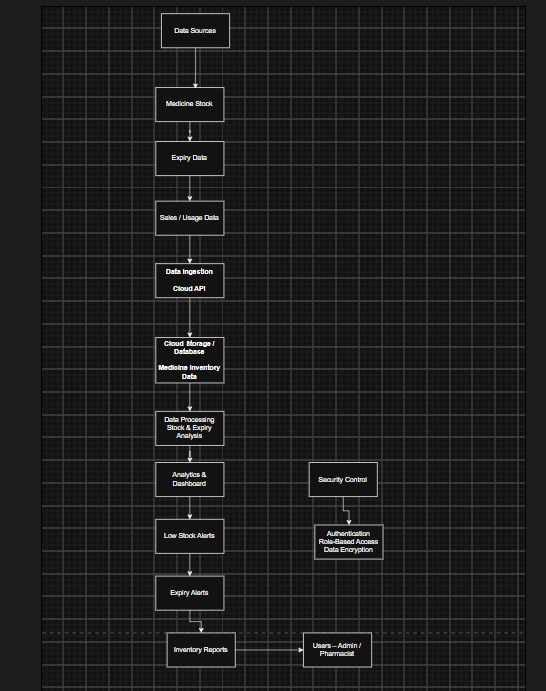 Data Sources
Medicine Stock
Expiry Data
Sales / Usage Data
Data Ingestion
Cloud API
Cloud Storage /
Database
Medicine Inventory
Data
Data Processing
Stock & Expiry
Analysis
Analytics &
Dashboard
Security Control
Low Stock Alerts
Authentication
Role-Based Access
Data Encryption
Expiry Alerts
Inventory Reports
Users – Admin /
Pharmacist